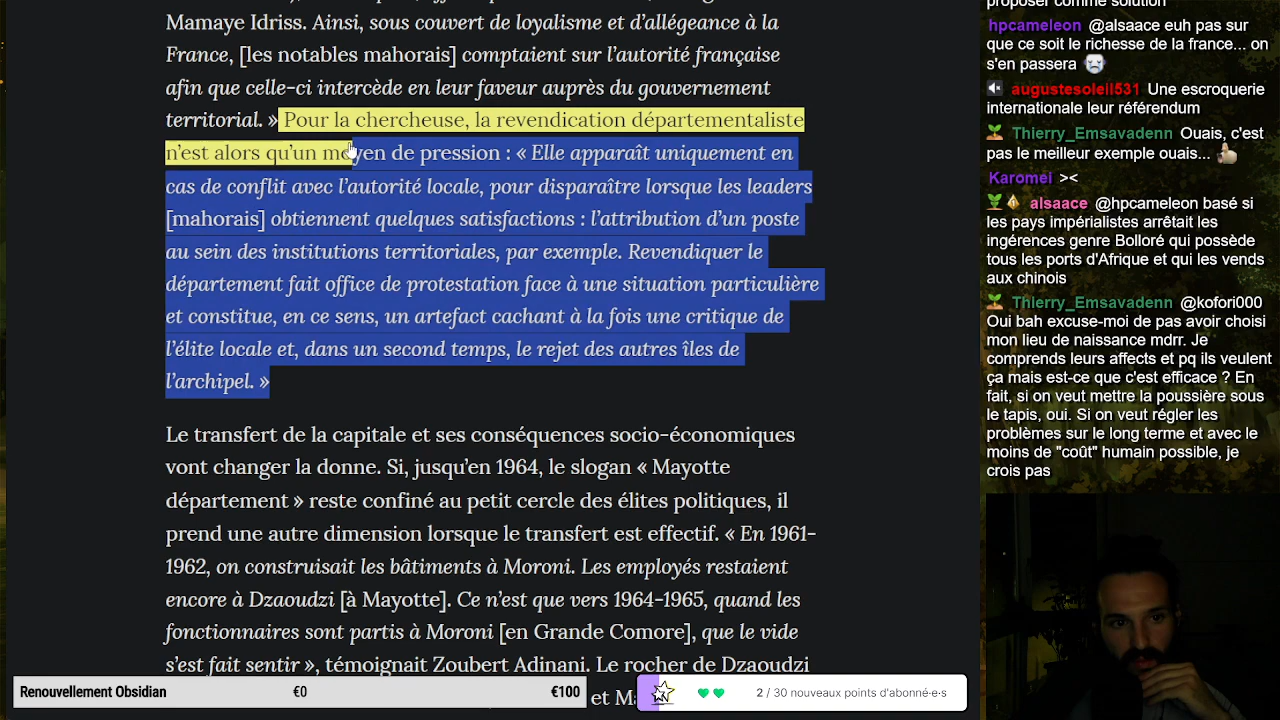 Mamaye Idriss. Ainsi, sous couvert de loyalisme et d’allégeance à la
France, [les notables mahorais] comptaient sur l’autorité française
afin que celle-ci intercède en leur faveur auprès du gouvernement
territorial. » Pour la chercheuse, la revendication départementaliste
n’est alors qu’un moyen de pression : « Elle apparaît uniquement en
cas de conflit avec l’autorité locale, pour disparaître lorsque les leaders
[mahorais] obtiennent quelques satisfactions : l’attribution d’un poste
au sein des institutions territoriales, par exemple. Revendiquer le
département fait office de protestation face à une situation particulière
et constitue, en ce sens, un artefact cachant à la fois une critique de
l’élite locale et, dans un second temps, le rejet des autres îles de
l’archipel. »
Le transfert de la capitale et ses conséquences socio-économiques
vont changer la donne. Si, jusqu’en 1964, le slogan « Mayotte
département » reste confiné au petit cercle des élites politiques, il
prend une autre dimension lorsque le transfert est effectif. « En 1961-
1962, on construisait les bâtiments à Moroni. Les employés restaient
encore à Dzaoudzi [à Mayotte]. Ce n’est que vers 1964-1965, quand les
fonctionnaires sont partis à Moroni [en Grande Comore], que le vide
s’est fait sentir », témoignait Zoubert Adinani. Le rocher de Dzaoudzi
et
Renouvellement Obsidian €0 €100
2 / 30 nouveaux points d'abonné·e·s
proposer comme solution
hpcameleon @alsaace euh pas sur
que ce soit le richesse de la france... on
s'en passera
augustesoleil531 Une escroquerie
internationale leur référendum
Thierry_Emsavadenn Ouais, c'est
pas le meilleur exemple ouais...
Karomei ><
alsaace @hpcameleon basé si
les pays impérialistes arrêtait les
ingérences genre Bolloré qui possède
tous les ports d'Afrique et qui les vends
aux chinois
Thierry_Emsavadenn @kofori000
Oui bah excuse-moi de pas avoir choisi
mon lieu de naissance mdrr. Je
comprends leurs affects et pq ils veulent
ça mais est-ce que c'est efficace ? En
fait, si on veut mettre la poussière sous
le tapis, oui. Si on veut régler les
problèmes sur le long terme et avec le
moins de "coût" humain possible, je
crois pas